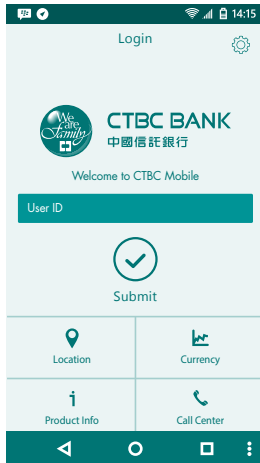 14:15
Login
We
are
Family
CTBC BANK
中國信託銀行
Welcome to CTBC Mobile
User ID
Submit
Location
Currency
Product Info
Call Center